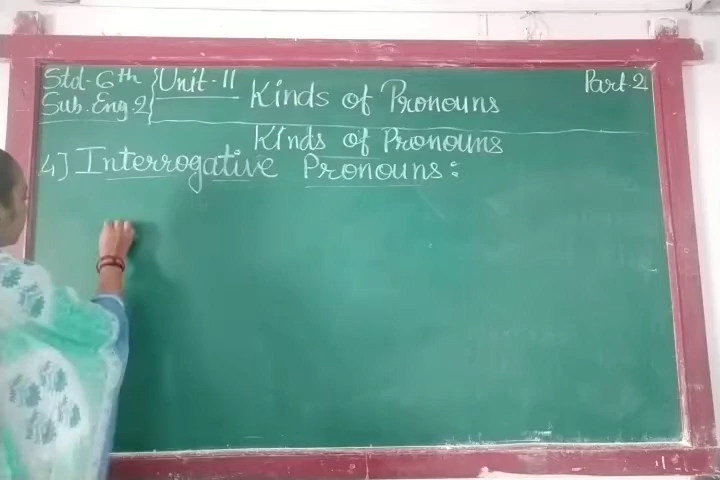 Std-6th Unit-11 Kinds of Pronouns Part.2
Sub.Eng.2
Kinds of Pronouns
4] Interrogative Pronouns: